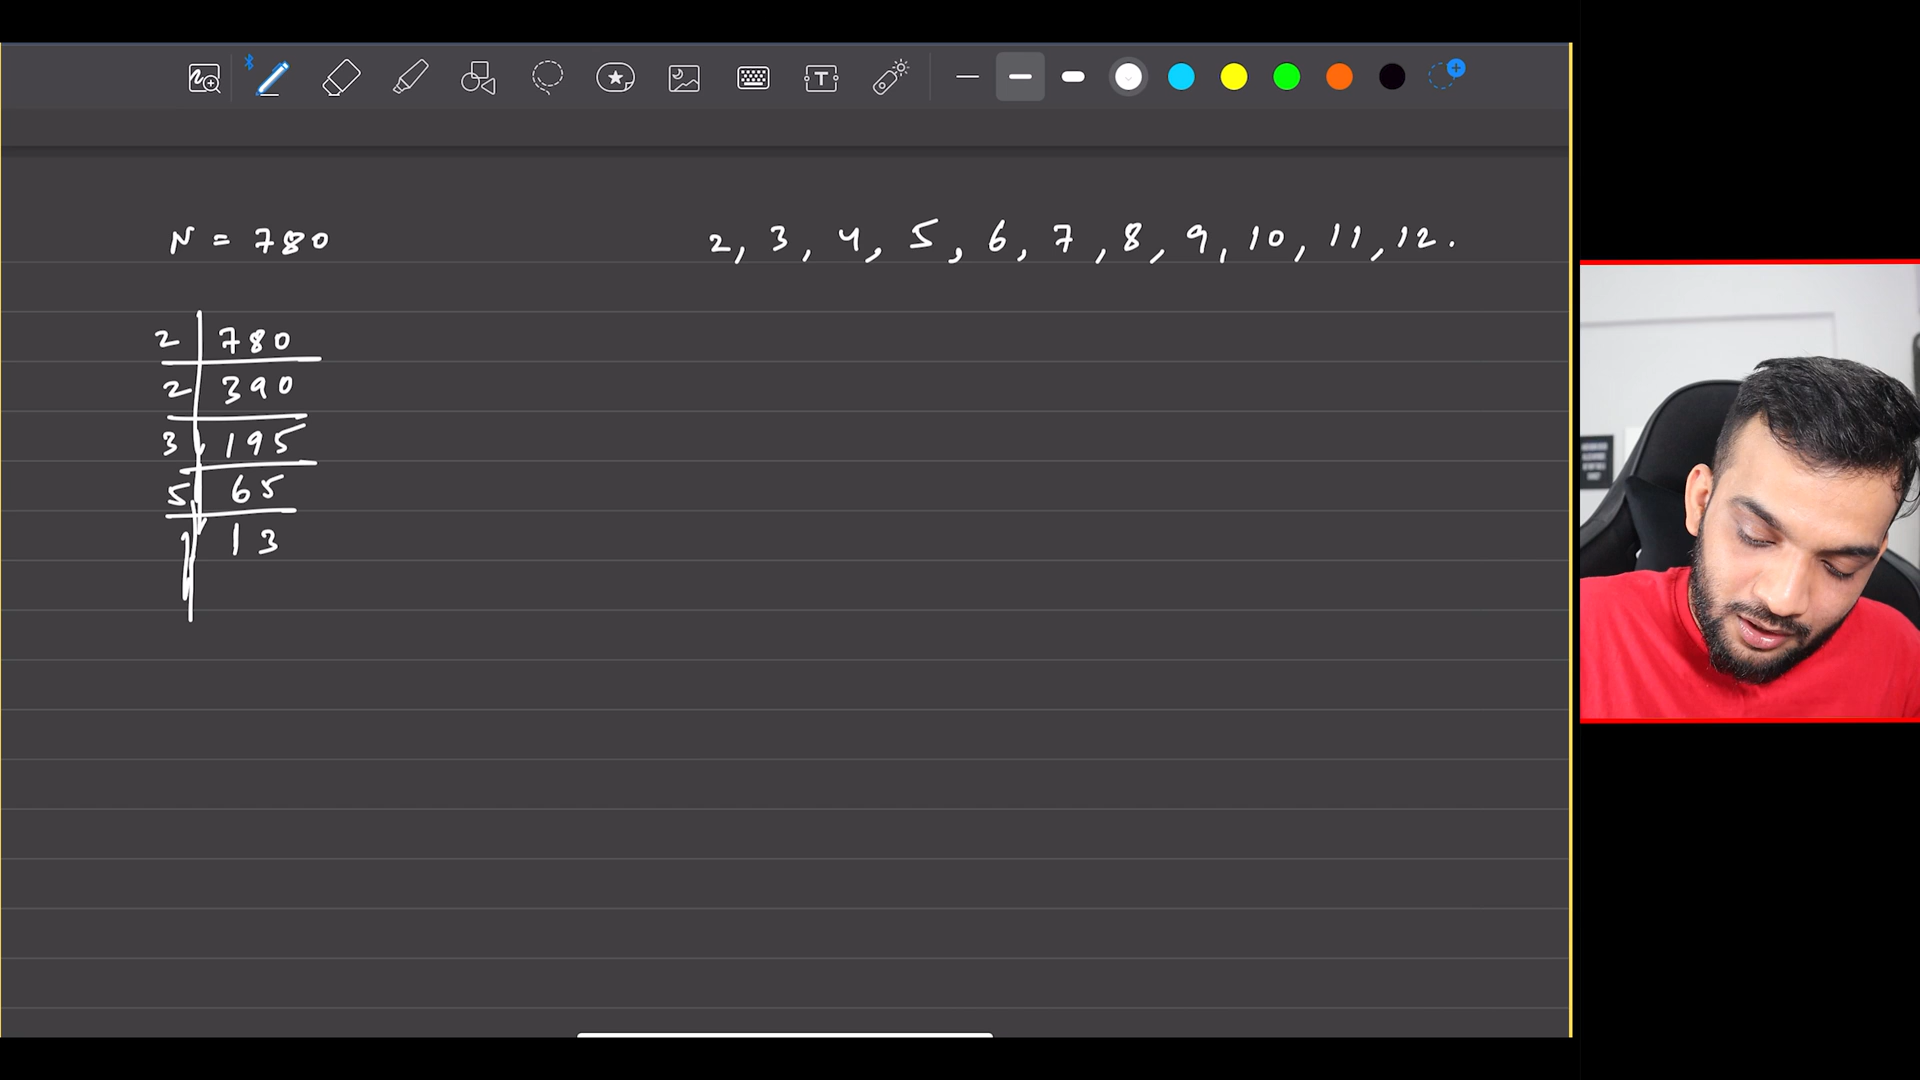 N = 780
2, 3, 4, 5, 6, 7, 8, 9, 10, 11, 12.
2 780
2 390
3 195
5 65
13